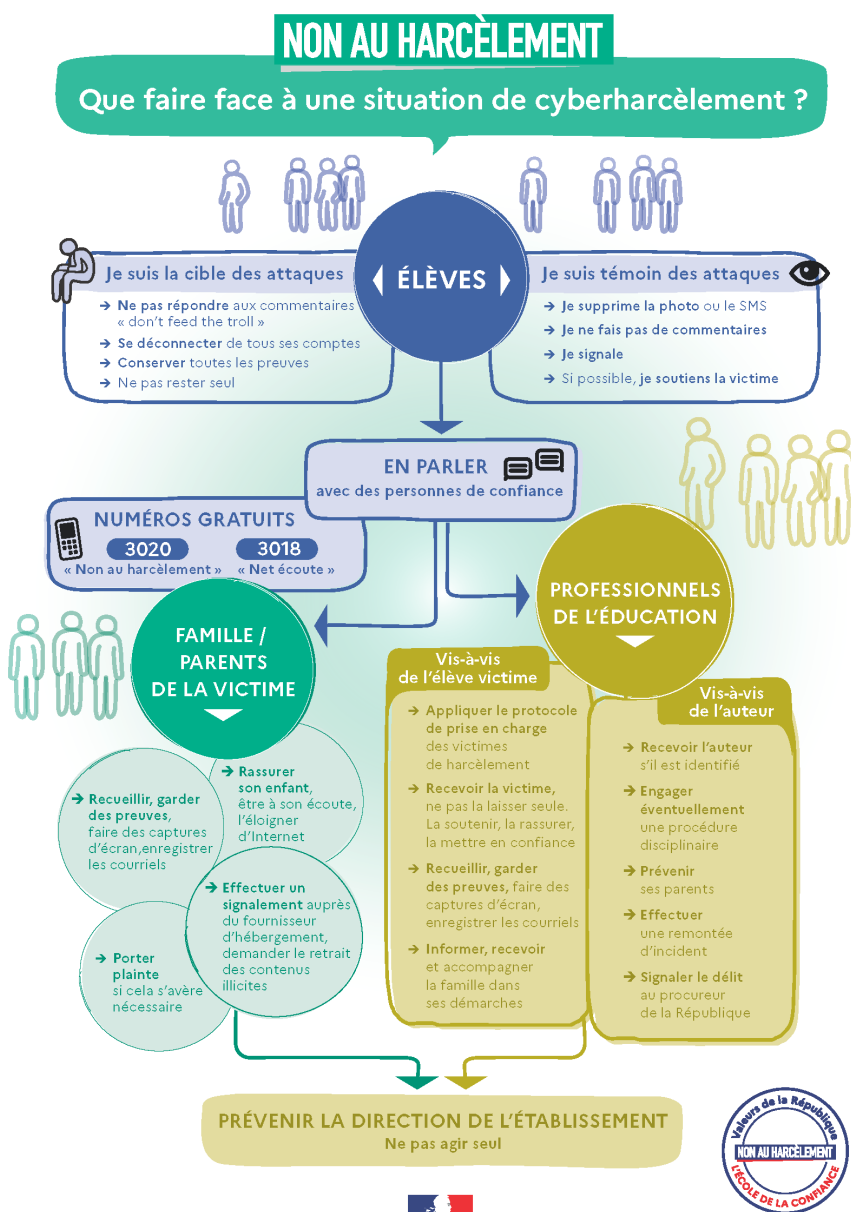 NON AU HARCÈLEMENT
Que faire face à une situation de cyberharcèlement ?
ÉLÈVES
Je suis la cible des attaques
→ Ne pas répondre aux commentaires
« don't feed the troll »
→ Se déconnecter de tous ses comptes
→ Conserver toutes les preuves
→ Ne pas rester seul
Je suis témoin des attaques
→ Je supprime la photo ou le SMS
→ Je ne fais pas de commentaires
→ Je signale
→ Si possible, je soutiens la victime
EN PARLER
avec des personnes de confiance
NUMÉROS GRATUITS
3020
« Non au harcèlement »
3018
« Net écoute »
FAMILLE /
PARENTS
DE LA VICTIME
→ Rassurer
son enfant,
être à son écoute,
l'éloigner
d'Internet
→ Recueillir, garder
des preuves,
faire des captures
d'écran,enregistrer
les courriels
→ Effectuer un
signalement auprès
du fournisseur
d'hébergement,
demander le retrait
des contenus
illicites
→ Porter
plainte
si cela s'avère
nécessaire
PROFESSIONNELS
DE L'ÉDUCATION
Vis-à-vis
de l'élève victime
→ Appliquer le protocole
de prise en charge
des victimes
de harcèlement
→ Recevoir la victime,
ne pas la laisser seule.
La soutenir, la rassurer,
la mettre en confiance
→ Recueillir, garder
des preuves, faire des
captures d'écran,
enregistrer les courriels
→ Informer, recevoir
et accompagner
la famille dans
ses démarches
Vis-à-vis
de l'auteur
→ Recevoir l'auteur
s'il est identifié
→ Engager
éventuellement
une procédure
disciplinaire
→ Prévenir
ses parents
→ Effectuer
une remontée
d'incident
→ Signaler le délit
au procureur
de la République
PRÉVENIR LA DIRECTION DE L'ÉTABLISSEMENT
Ne pas agir seul
Valeurs de la République
NON AU HARCÈLEMENT
L'ÉCOLE DE LA CONFIANCE